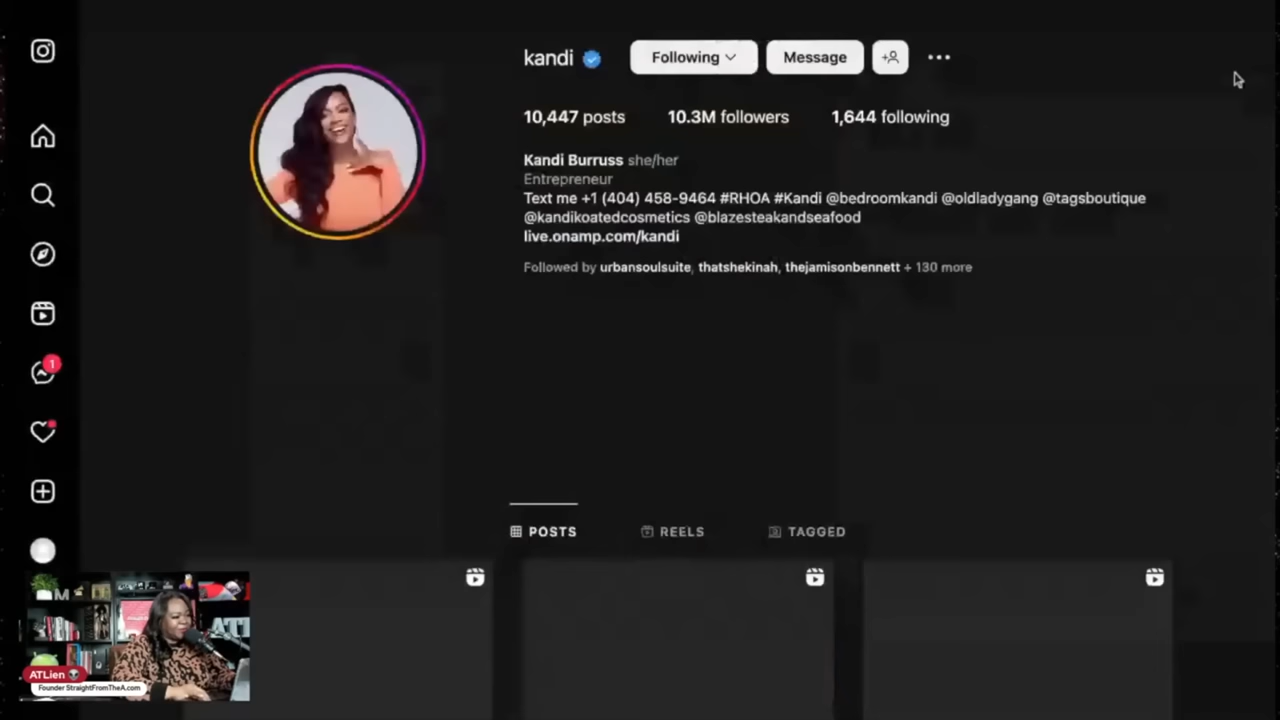 kandi Following Message
10,447 posts 10.3M followers 1,644 following
Kandi Burruss she/her
Entrepreneur
Text me +1 (404) 458-9464 #RHOA #Kandi @bedroomkandi @oldladygang @tagsboutique
@kandikoatedcosmetics @blazesteakandseafood
live.onamp.com/kandi
Followed by urbansoulsuite, thatshekinah, thejamisonbennett + 130 more
1
POSTS REELS TAGGED
M
ATL
ATLien
Founder StraightFromTheA.com